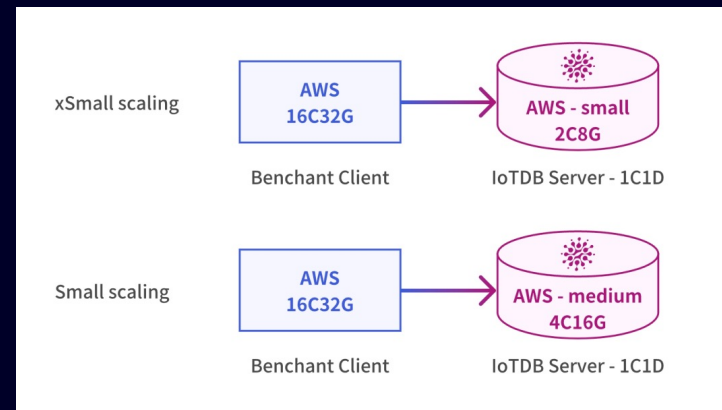 xSmall scaling
AWS
16C32G
Benchant Client
AWS - small
2C8G
IoTDB Server - 1C1D
Small scaling
AWS
16C32G
Benchant Client
AWS - medium
4C16G
IoTDB Server - 1C1D